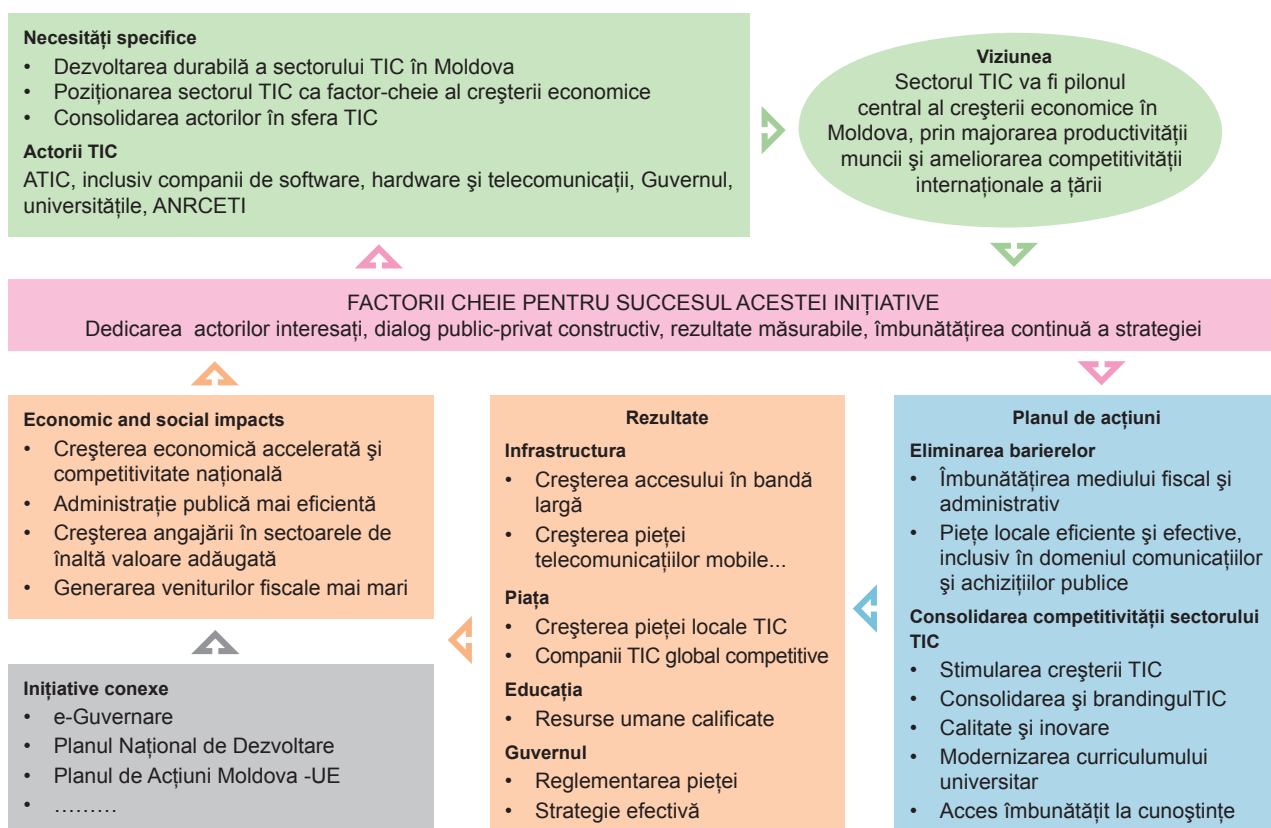 Necesități specifice
• Dezvoltarea durabilă a sectorului TIC în Moldova
• Poziționarea sectorul TIC ca factor-cheie al creşterii economice
• Consolidarea actorilor în sfera TIC
Actorii TIC
ATIC, inclusiv companii de software, hardware şi telecomunicații, Guvernul,
universitățile, ANRCETI
Viziunea
Sectorul TIC va fi pilonul
central al creşterii economice în
Moldova, prin majorarea productivității
muncii şi ameliorarea competitivității
internaționale a țării
FACTORII CHEIE PENTRU SUCCESUL ACESTEI INIȚIATIVE
Dedicarea actorilor interesați, dialog public-privat constructiv, rezultate măsurabile, îmbunătățirea continuă a strategiei
Economic and social impacts
• Creşterea economică accelerată şi
competitivitate națională
• Administrație publică mai eficientă
• Creşterea angajării în sectoarele de
înaltă valoare adăugată
• Generarea veniturilor fiscale mai mari
Inițiative conexe
• e-Guvernare
• Planul Național de Dezvoltare
• Planul de Acțiuni Moldova -UE
• ………
Rezultate
Infrastructura
• Creşterea accesului în bandă
largă
• Creşterea pieței
telecomunicațiilor mobile...
Piața
• Creşterea pieței locale TIC
• Companii TIC global competitive
Educația
• Resurse umane calificate
Guvernul
• Reglementarea pieței
• Strategie efectivă
Planul de acțiuni
Eliminarea barierelor
• Îmbunătățirea mediului fiscal şi
administrativ
• Piețe locale eficiente şi efective,
inclusiv în domeniul comunicațiilor
şi achizițiilor publice
Consolidarea competitivității sectorului
TIC
• Stimularea creşterii TIC
• Consolidarea şi brandingulTIC
• Calitate şi inovare
• Modernizarea curriculumului
universitar
• Acces îmbunătățit la cunoştințe